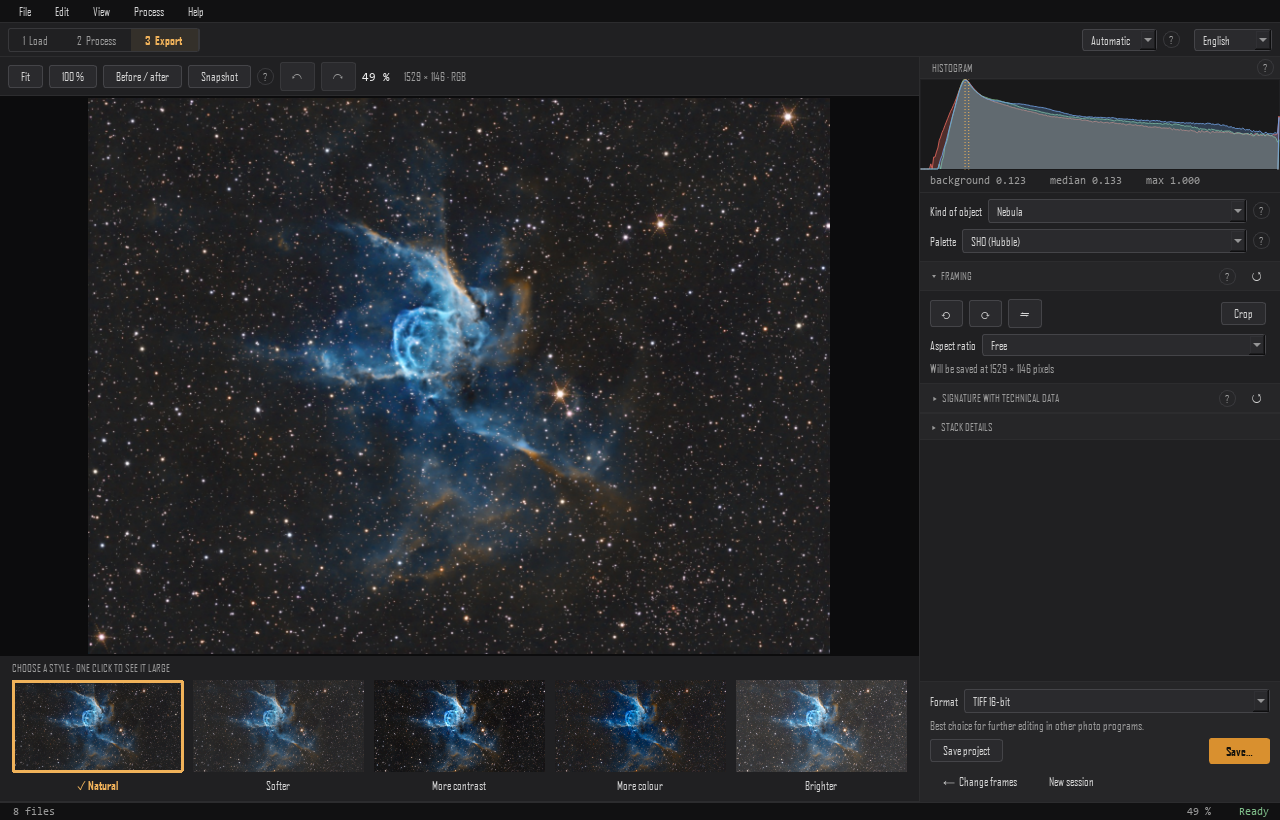 File Edit View Process Help
1 Load 2 Process 3 Export Automatic ? English
Fit 100 % Before / after Snapshot ? 49 % 1529 × 1146 · RGB
HISTOGRAM ?
background 0.123 median 0.133 max 1.000
Kind of object Nebula ?
Palette SHO (Hubble) ?
FRAMING ?
Crop
Aspect ratio Free
Will be saved at 1529 × 1146 pixels
SIGNATURE WITH TECHNICAL DATA ?
STACK DETAILS
CHOOSE A STYLE · ONE CLICK TO SEE IT LARGE
✓ Natural Softer More contrast More colour Brighter
Format TIFF 16-bit
Best choice for further editing in other photo programs.
Save project Save...
← Change frames New session
8 files 49 % Ready